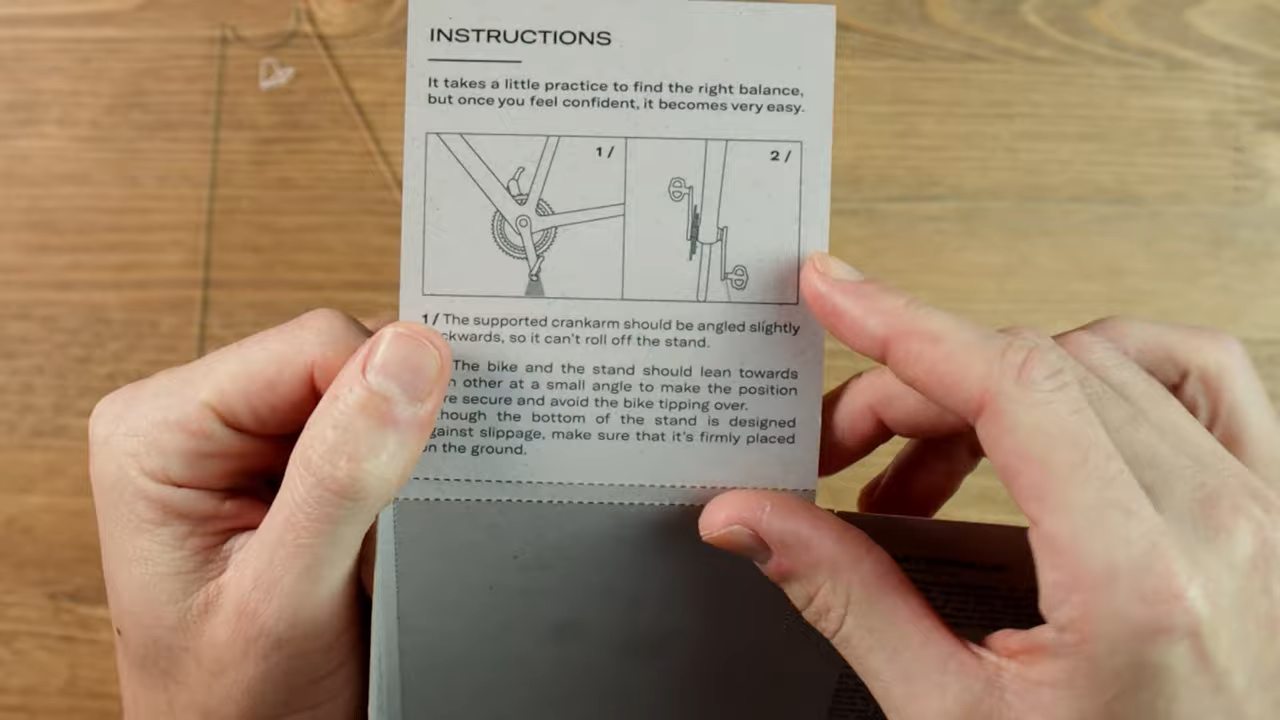 INSTRUCTIONS
It takes a little practice to find the right balance,
but once you feel confident, it becomes very easy.
1/
2/
1/ The supported crankarm should be angled slightly
ckwards, so it can't roll off the stand.
The bike and the stand should lean towards
other at a small angle to make the position
re secure and avoid the bike tipping over.
hough the bottom of the stand is designed
gainst slippage, make sure that it's firmly placed
on the ground.